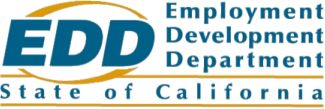 EDD
Employment
Development
Department
State of California